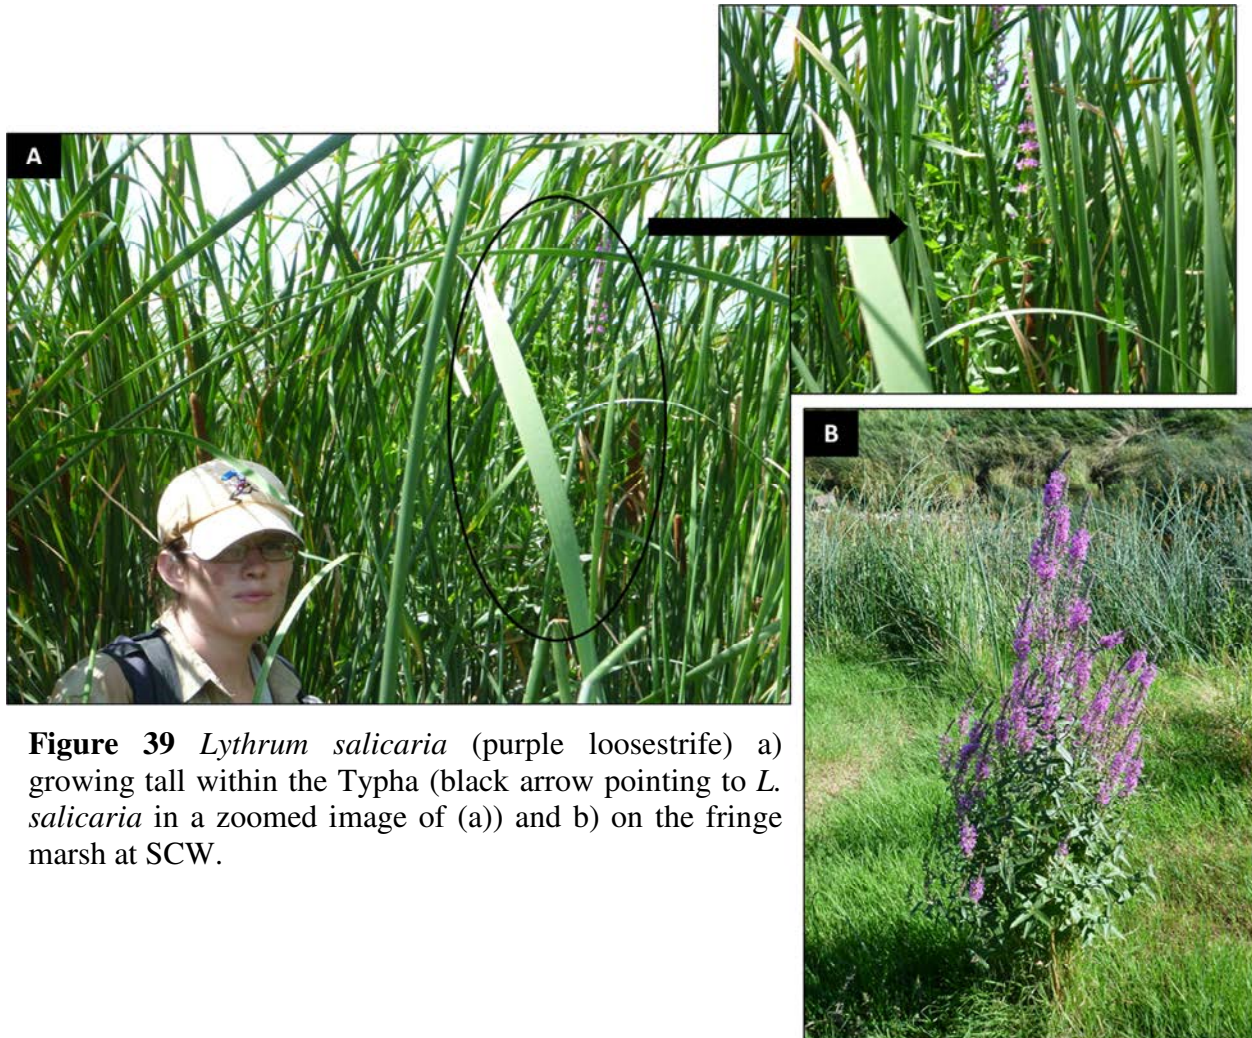 A
B
Figure 39 Lythrum salicaria (purple loosestrife) a)
growing tall within the Typha (black arrow pointing to L.
salicaria in a zoomed image of (a)) and b) on the fringe
marsh at SCW.